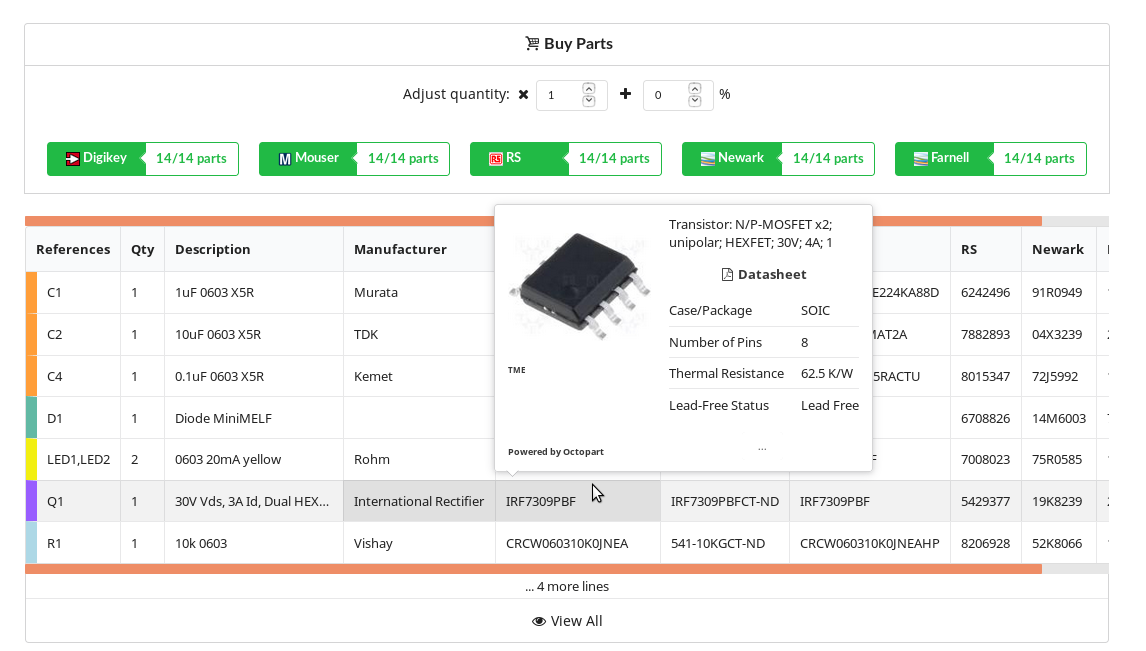 Buy Parts
Adjust quantity: ✖ 1 ✚ 0 %
Digikey 14/14 parts Mouser 14/14 parts RS 14/14 parts Newark 14/14 parts Farnell 14/14 parts
Transistor: N/P-MOSFET x2;
unipolar; HEXFET; 30V; 4A; 1
Datasheet
Case/Package SOIC
Number of Pins 8
Thermal Resistance 62.5 K/W
Lead-Free Status Lead Free
TME
Powered by Octopart
...
References Qty Description Manufacturer RS Newark
C1 1 1uF 0603 X5R Murata E224KA88D 6242496 91R0949
C2 1 10uF 0603 X5R TDK MAT2A 7882893 04X3239
C4 1 0.1uF 0603 X5R Kemet 5RACTU 8015347 72J5992
D1 1 Diode MiniMELF 6708826 14M6003
LED1,LED2 2 0603 20mA yellow Rohm 7008023 75R0585
Q1 1 30V Vds, 3A Id, Dual HEX... International Rectifier IRF7309PBF IRF7309PBFCT-ND IRF7309PBF 5429377 19K8239
R1 1 10k 0603 Vishay CRCW060310K0JNEA 541-10KGCT-ND CRCW060310K0JNEAHP 8206928 52K8066
... 4 more lines
View All